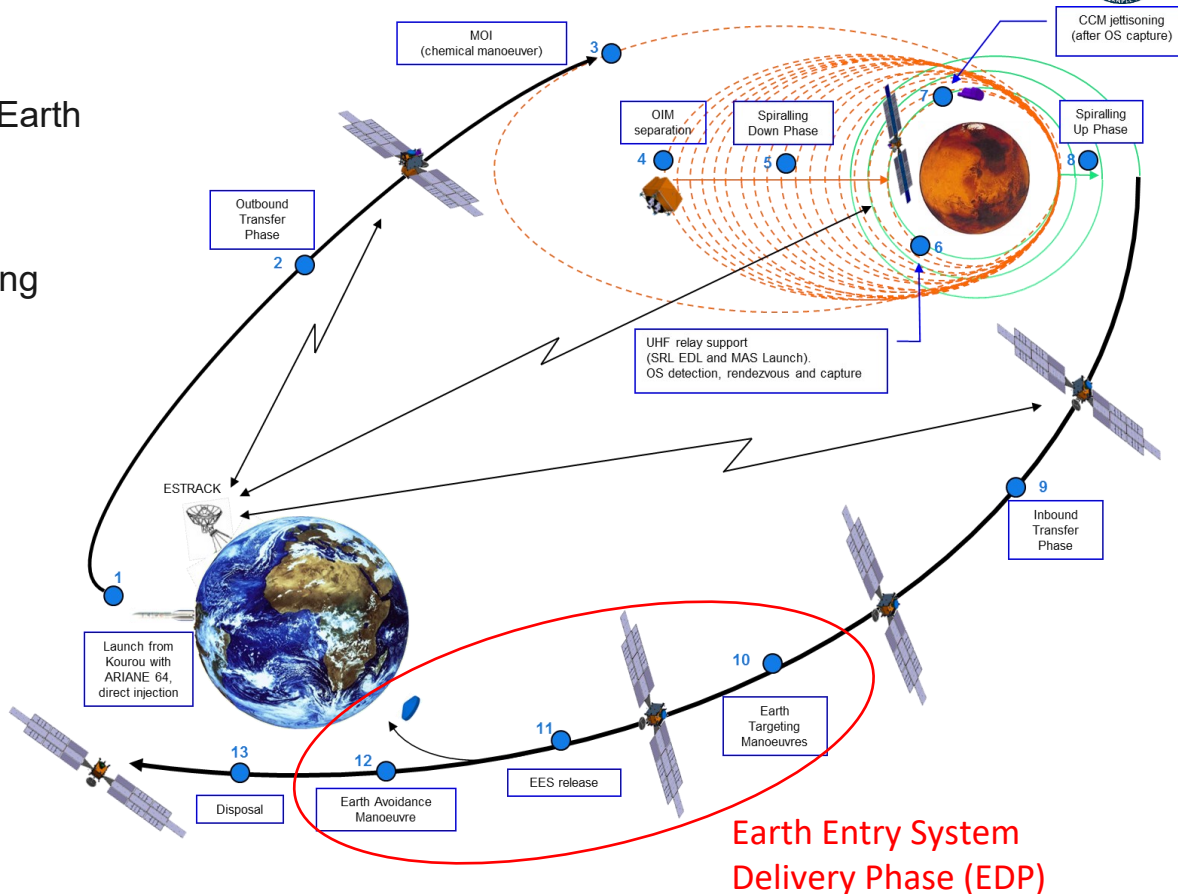 Earth
ng
MOI
(chemical manoeuver)
3
CCM jettisoning
(after OS capture)
7
OIM
separation
4
Spiralling
Down Phase
5
Spiralling
Up Phase
8
Outbound
Transfer
Phase
2
6
UHF relay support
(SRL EDL and MAS Launch).
OS detection, rendezvous and capture
ESTRACK
9
Inbound
Transfer
Phase
1
Launch from
Kourou with
ARIANE 64,
direct injection
10
Earth
Targeting
Manoeuvres
11
EES release
12
Earth Avoidance
Manoeuvre
13
Disposal
Earth Entry System
Delivery Phase (EDP)